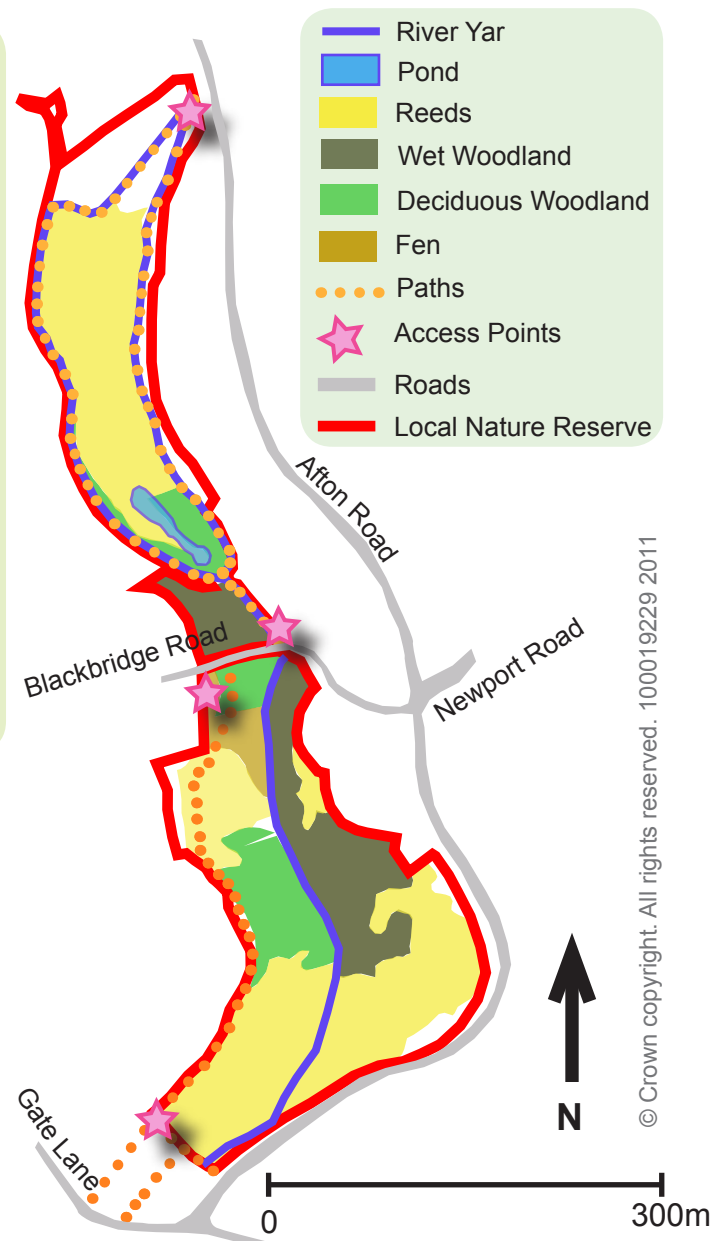 River Yar
Pond
Reeds
Wet Woodland
Deciduous Woodland
Fen
Paths
Access Points
Roads
Local Nature Reserve
Afton Road
Blackbridge Road
Newport Road
© Crown copyright. All rights reserved. 100019229 2011
Gate Lane
N
0
300m